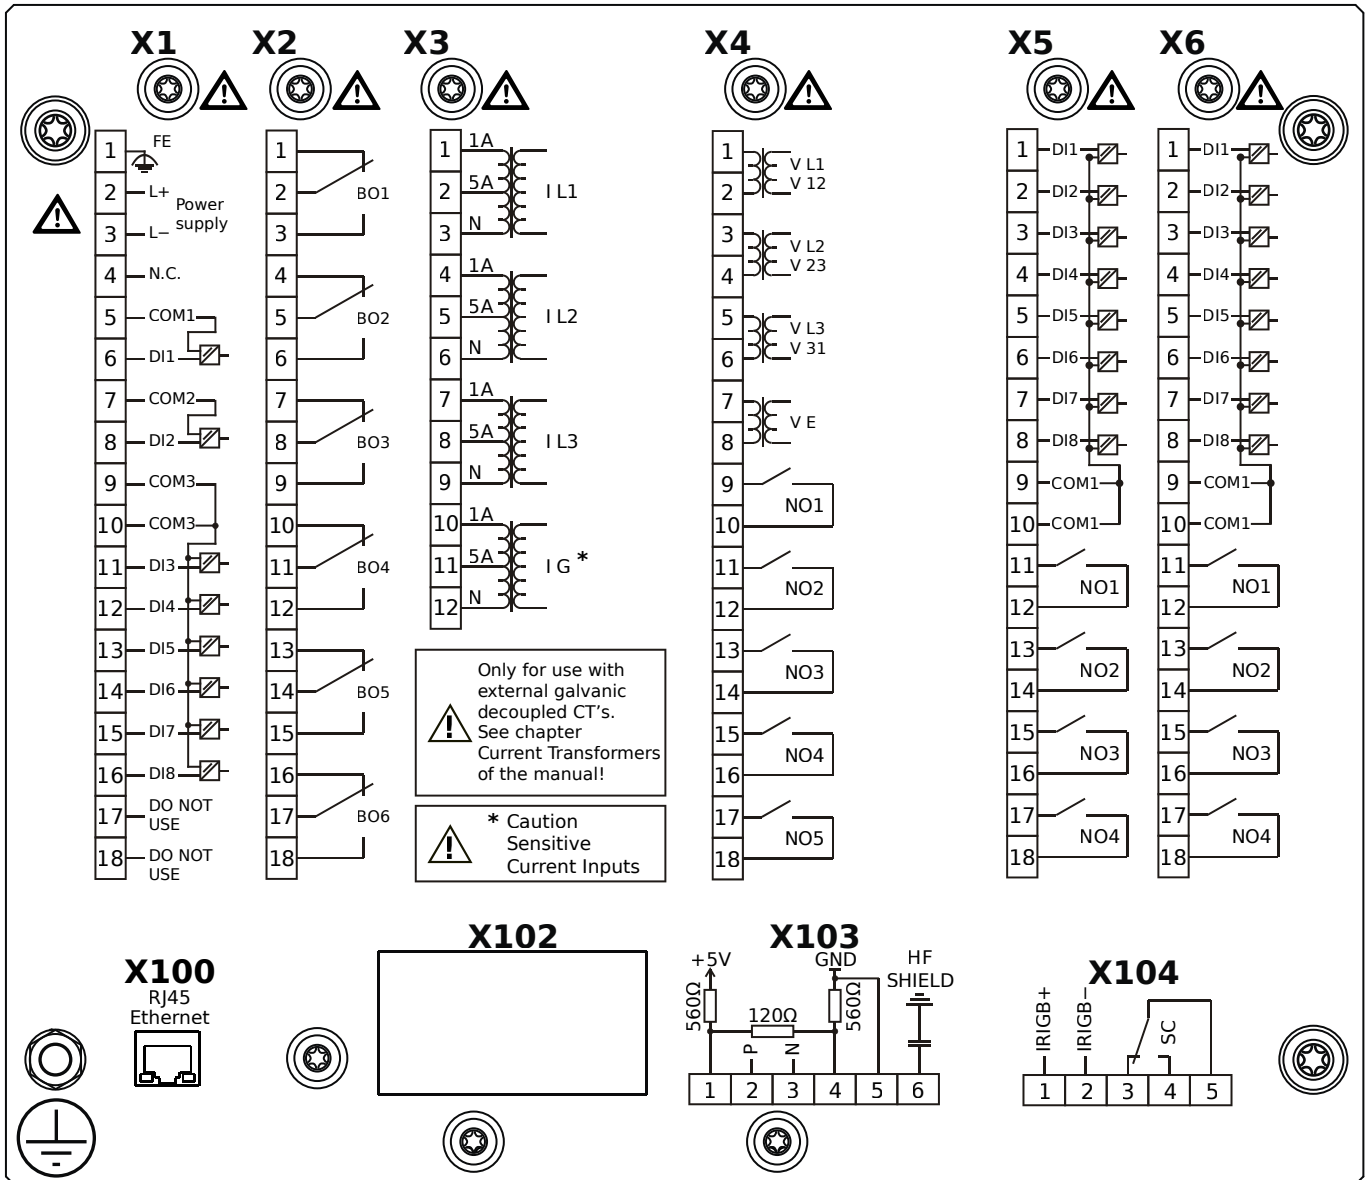 X1
1 FE
2 L+
Power
supply
3 L−
4 N.C.
5 COM1
6 DI1
7 COM2
8 DI2
9 COM3
10 COM3
11 DI3
12 DI4
13 DI5
14 DI6
15 DI7
16 DI8
17 DO NOT
USE
18 DO NOT
USE
X2
1
2 BO1
3
4
5 BO2
6
7
8 BO3
9
10
11 BO4
12
13
14 BO5
15
16
17 BO6
18
X3
1 1A
2 5A I L1
3 N
4 1A
5 5A I L2
6 N
7 1A
8 5A I L3
9 N
10 1A
11 5A I G *
12 N
Only for use with
external galvanic
decoupled CT's.
See chapter
Current Transformers
of the manual!
* Caution
Sensitive
Current Inputs
X4
1 V L1
2 V 12
3 V L2
4 V 23
5 V L3
6 V 31
7 V E
8
9 NO1
10
11 NO2
12
13 NO3
14
15 NO4
16
17 NO5
18
X5
1 DI1
2 DI2
3 DI3
4 DI4
5 DI5
6 DI6
7 DI7
8 DI8
9 COM1
10 COM1
11 NO1
12
13 NO2
14
15 NO3
16
17 NO4
18
X6
1 DI1
2 DI2
3 DI3
4 DI4
5 DI5
6 DI6
7 DI7
8 DI8
9 COM1
10 COM1
11 NO1
12
13 NO2
14
15 NO3
16
17 NO4
18
X100
RJ45
Ethernet
X102
X103
+5V GND HF
SHIELD
560Ω 120Ω 560Ω
P N
1 2 3 4 5 6
X104
IRIGB+ IRIGB− SC
1 2 3 4 5